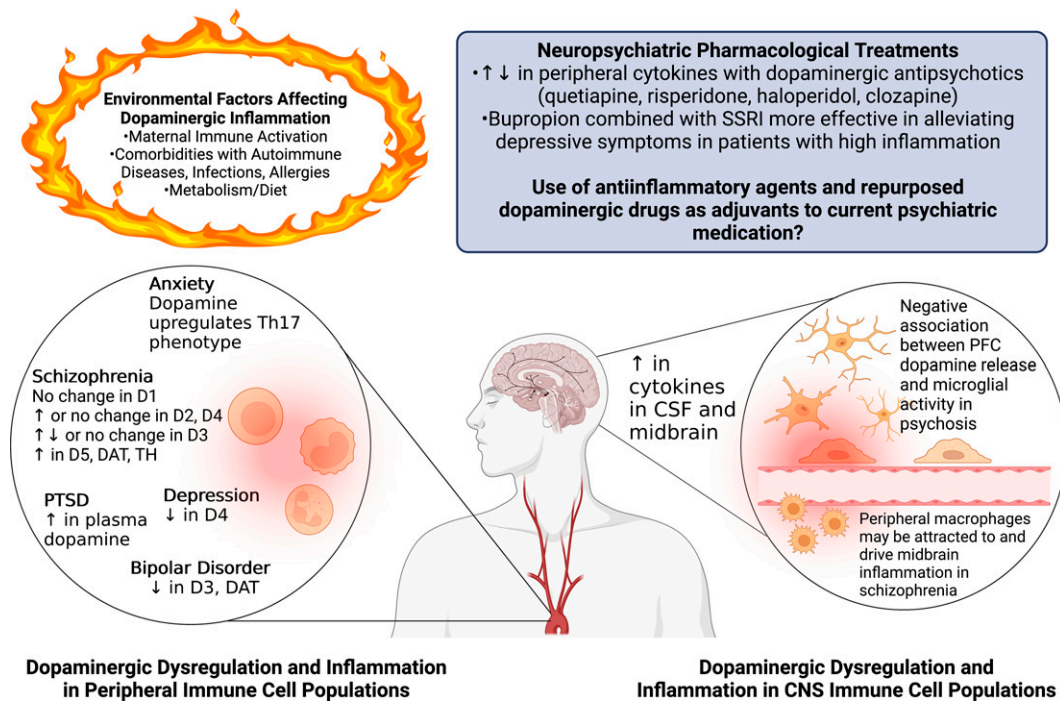 Environmental Factors Affecting
Dopaminergic Inflammation
•Maternal Immune Activation
•Comorbidities with Autoimmune
Diseases, Infections, Allergies
•Metabolism/Diet
Neuropsychiatric Pharmacological Treatments
•↑↓ in peripheral cytokines with dopaminergic antipsychotics
(quetiapine, risperidone, haloperidol, clozapine)
•Bupropion combined with SSRI more effective in alleviating
depressive symptoms in patients with high inflammation
Use of antiinflammatory agents and repurposed
dopaminergic drugs as adjuvants to current psychiatric
medication?
Anxiety
Dopamine
upregulates Th17
phenotype
Schizophrenia
No change in D1
↑ or no change in D2, D4
↑↓ or no change in D3
↑ in D5, DAT, TH
PTSD
↑ in plasma
dopamine
Depression
↓ in D4
Bipolar Disorder
↓ in D3, DAT
↑ in
cytokines
in CSF and
midbrain
Negative
association
between PFC
dopamine release
and microglial
activity in
psychosis
Peripheral macrophages
may be attracted to and
drive midbrain
inflammation in
schizophrenia
Dopaminergic Dysregulation and Inflammation
in Peripheral Immune Cell Populations
Dopaminergic Dysregulation and
Inflammation in CNS Immune Cell Populations